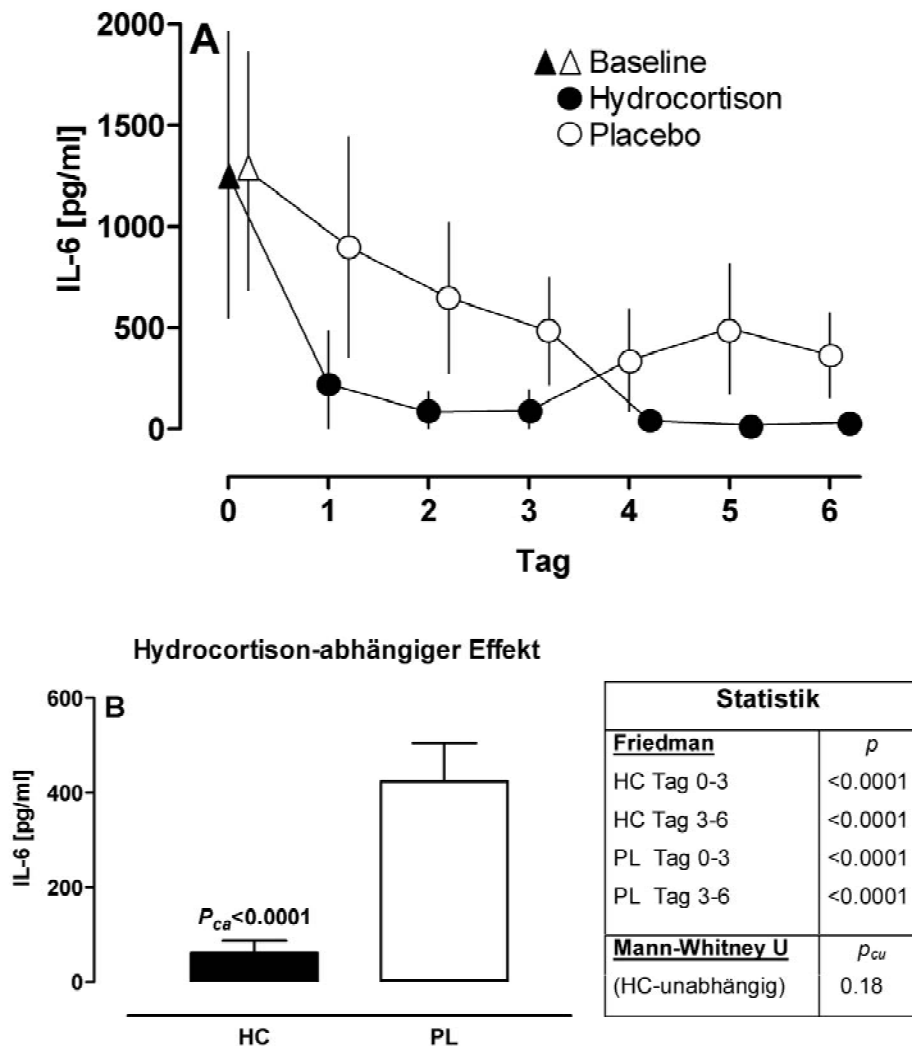 A
2000
1500
1000
500
0
IL-6 [pg/ml]
Baseline
Hydrocortison
Placebo
0 1 2 3 4 5 6
Tag
Hydrocortison-abhängiger Effekt
B
600
400
200
0
IL-6 [pg/ml]
Pca<0.0001
HC PL
Statistik
Friedman p
HC Tag 0-3 <0.0001
HC Tag 3-6 <0.0001
PL Tag 0-3 <0.0001
PL Tag 3-6 <0.0001
Mann-Whitney U pcu
(HC-unabhängig) 0.18